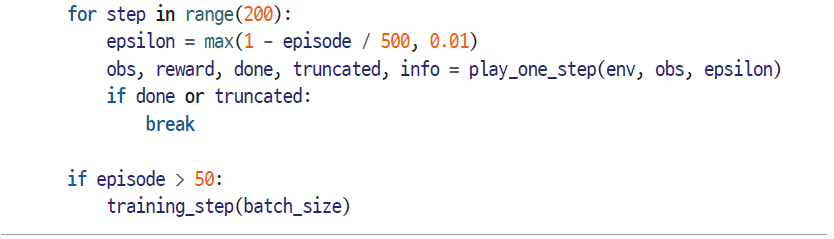 for step in range(200):
    epsilon = max(1 - episode / 500, 0.01)
    obs, reward, done, truncated, info = play_one_step(env, obs, epsilon)
    if done or truncated:
        break

if episode > 50:
    training_step(batch_size)